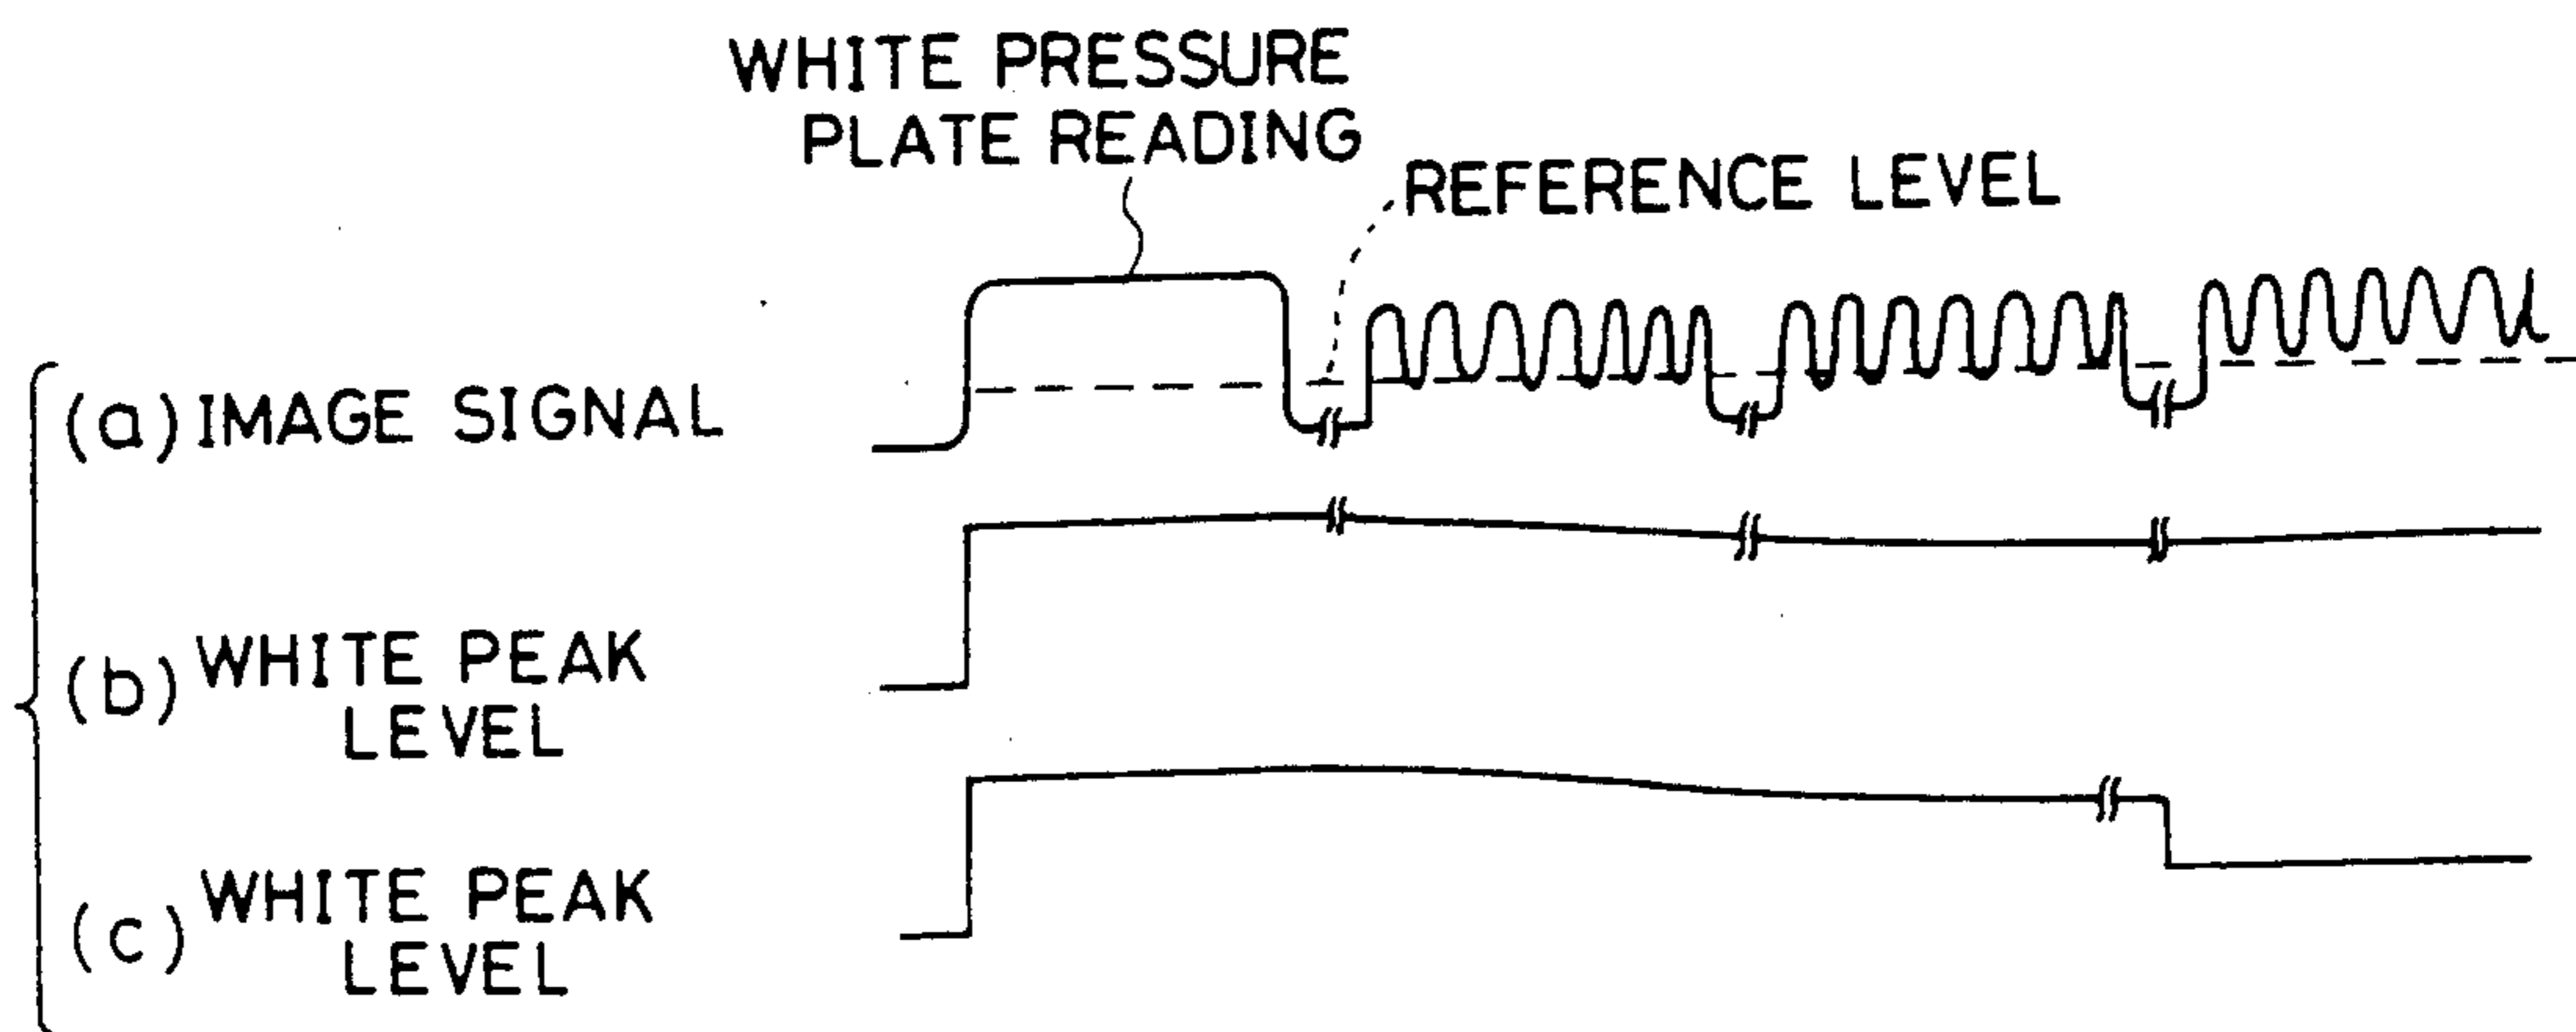 WHITE PRESSURE
PLATE READING
REFERENCE LEVEL
(a) IMAGE SIGNAL
(b) WHITE PEAK
LEVEL
(c) WHITE PEAK
LEVEL